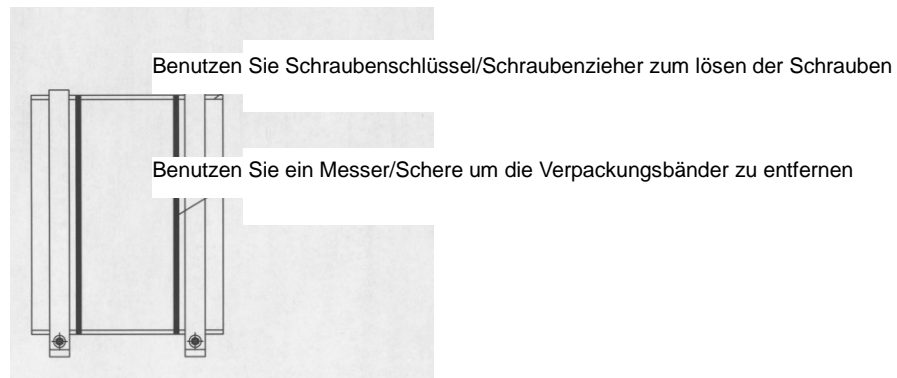 Benutzen Sie Schraubenschlüssel/Schraubenzieher zum lösen der Schrauben
Benutzen Sie ein Messer/Schere um die Verpackungsbänder zu entfernen